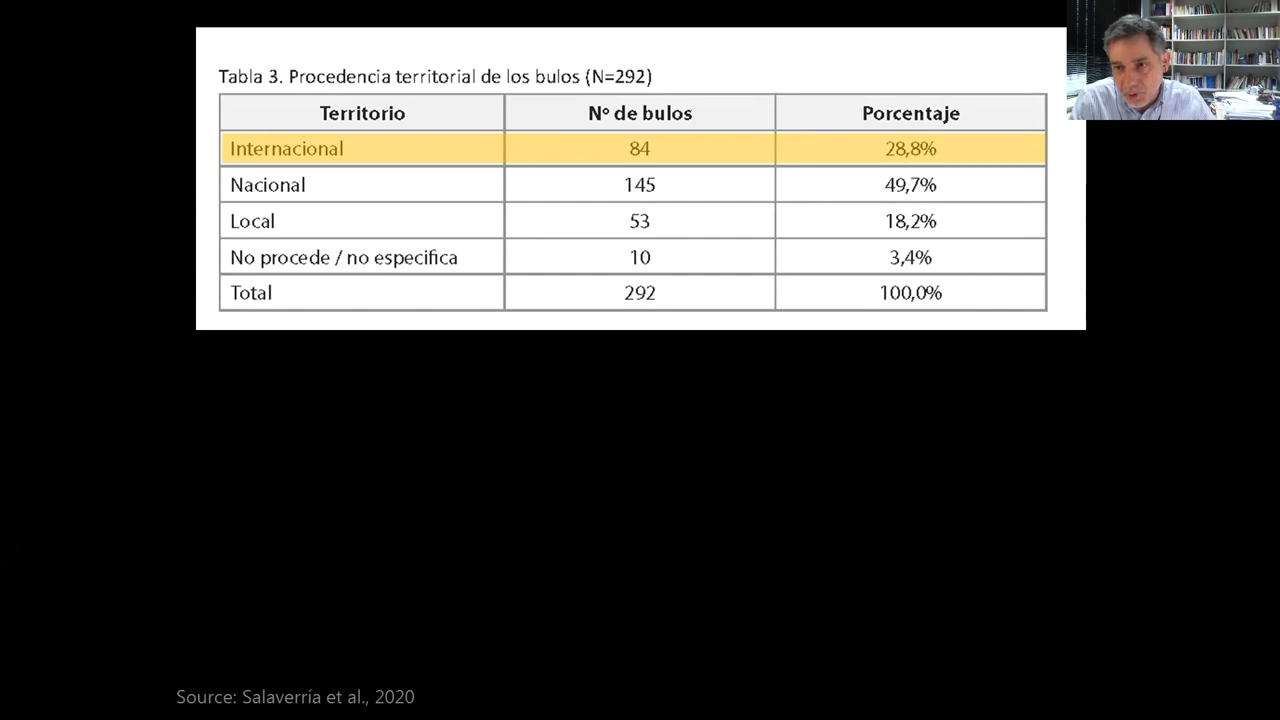 Tabla 3. Procedencia territorial de los bulos (N=292)
Territorio Nº de bulos Porcentaje
Internacional 84 28,8%
Nacional 145 49,7%
Local 53 18,2%
No procede / no especifica 10 3,4%
Total 292 100,0%
Source: Salaverría et al., 2020